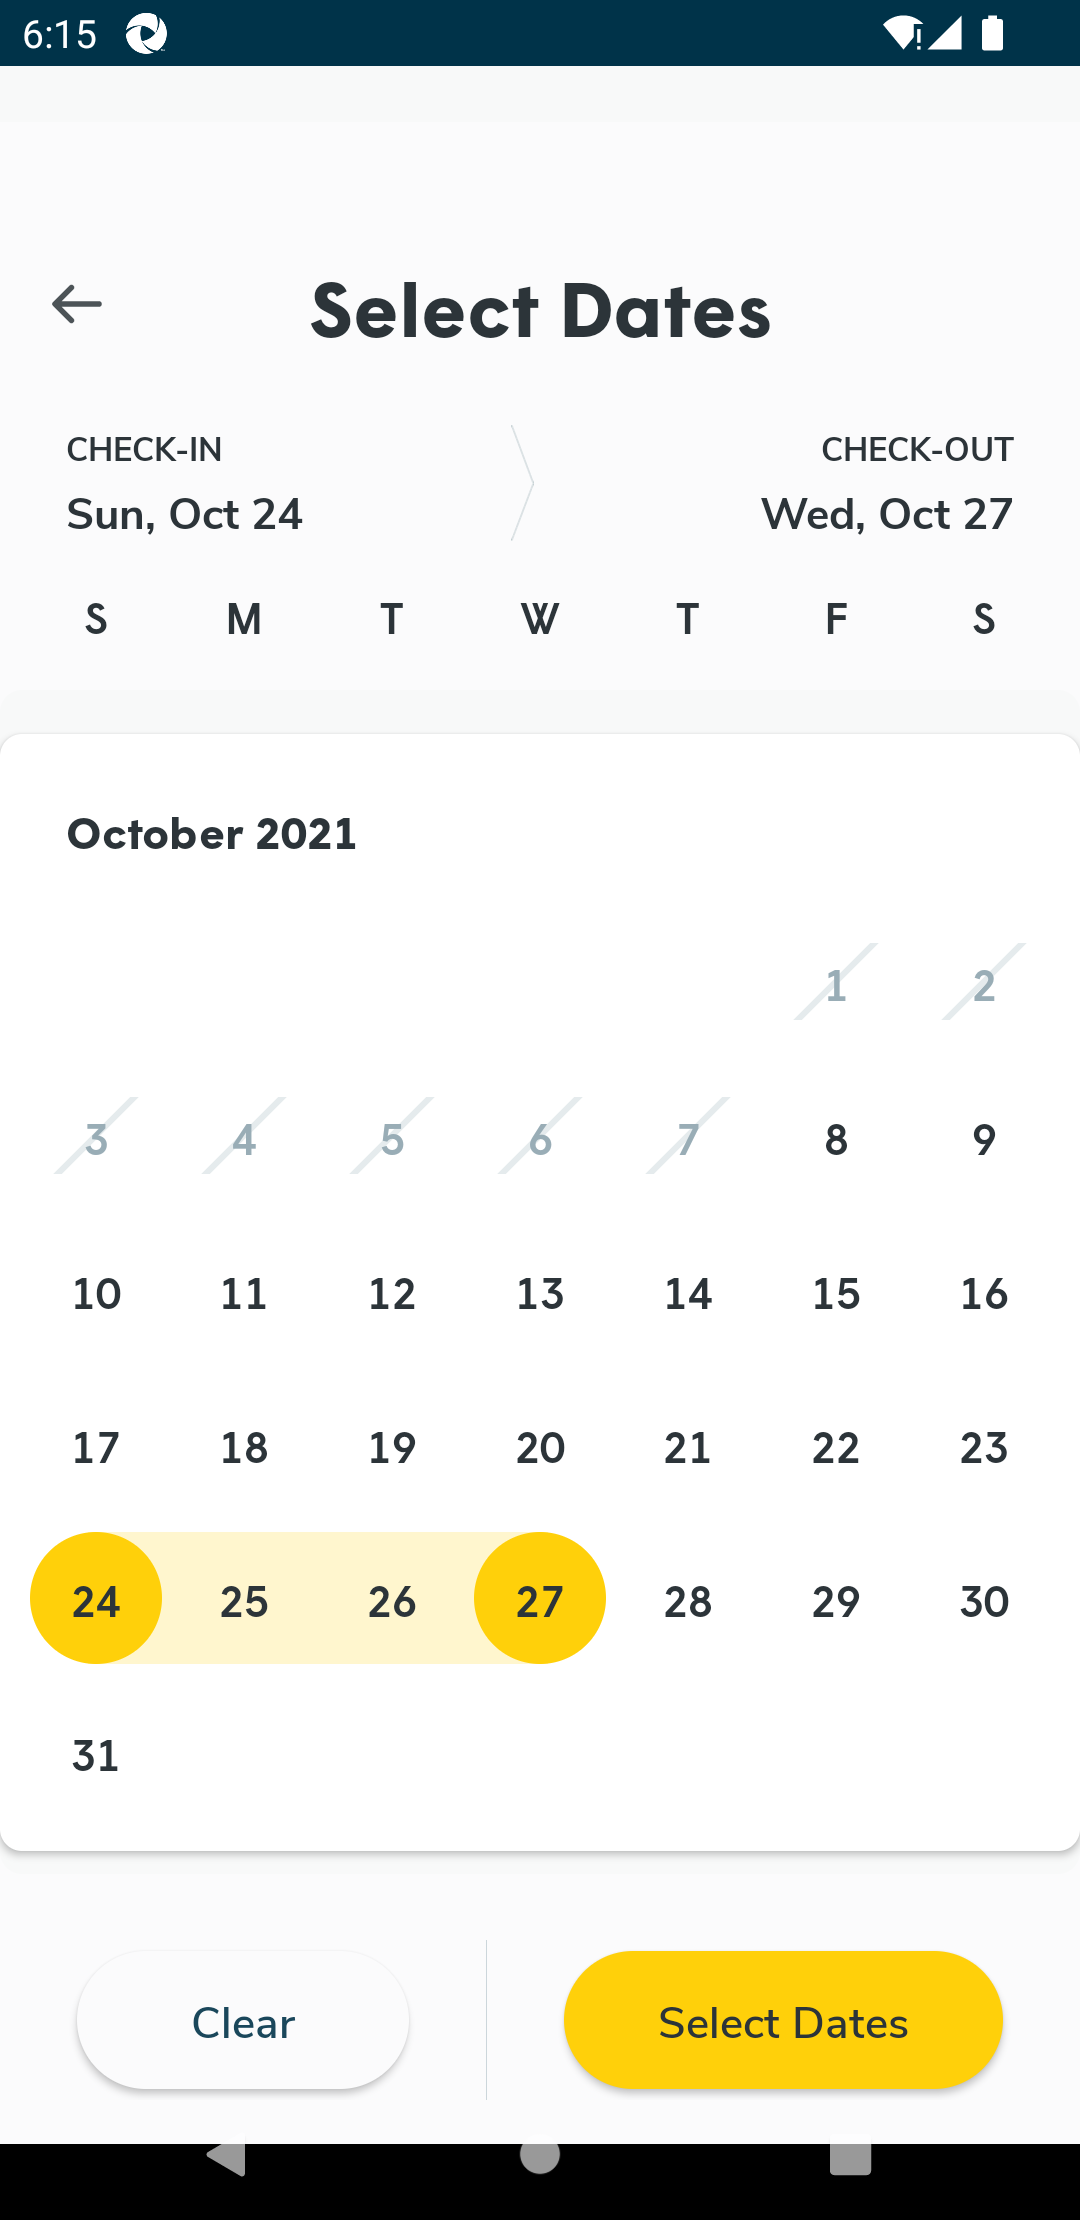 6:15
Select Dates
CHECK-IN
CHECK-OUT
Sun, Oct 24
Wed, Oct 27
S M T W T F S
October 2021
1 2
3 4 5 6 7 8 9
10 11 12 13 14 15 16
17 18 19 20 21 22 23
24 25 26 27 28 29 30
31
Clear
Select Dates